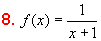 8. f(x) = 1/(x + 1)